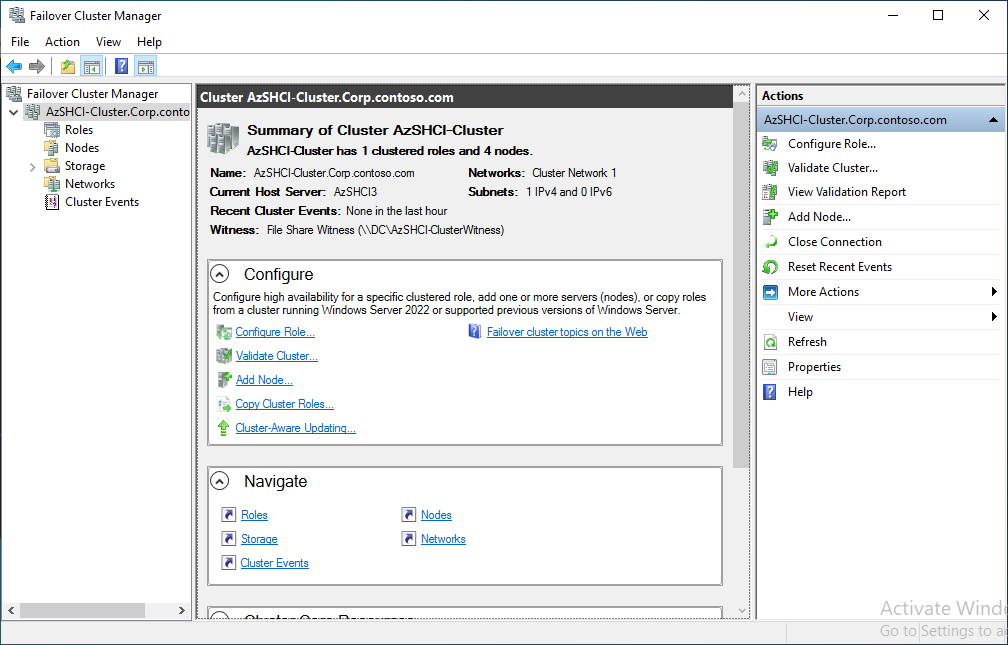 Failover Cluster Manager
File Action View Help
Failover Cluster Manager
AzSHCI-Cluster.Corp.conto
Roles
Nodes
Storage
Networks
Cluster Events
Cluster AzSHCI-Cluster.Corp.contoso.com
Summary of Cluster AzSHCI-Cluster
AzSHCI-Cluster has 1 clustered roles and 4 nodes.
Name: AzSHCI-Cluster.Corp.contoso.com Networks: Cluster Network 1
Current Host Server: AzSHCI3 Subnets: 1 IPv4 and 0 IPv6
Recent Cluster Events: None in the last hour
Witness: File Share Witness (\\DC\AzSHCI-ClusterWitness)
Configure
Configure high availability for a specific clustered role, add one or more servers (nodes), or copy roles
from a cluster running Windows Server 2022 or supported previous versions of Windows Server.
Configure Role... Failover cluster topics on the Web
Validate Cluster...
Add Node...
Copy Cluster Roles...
Cluster-Aware Updating...
Navigate
Roles Nodes
Storage Networks
Cluster Events
Cluster Core Resources
Actions
AzSHCI-Cluster.Corp.contoso.com
Configure Role...
Validate Cluster...
View Validation Report
Add Node...
Close Connection
Reset Recent Events
More Actions
View
Refresh
Properties
Help
Activate Windo
Go to Settings to a